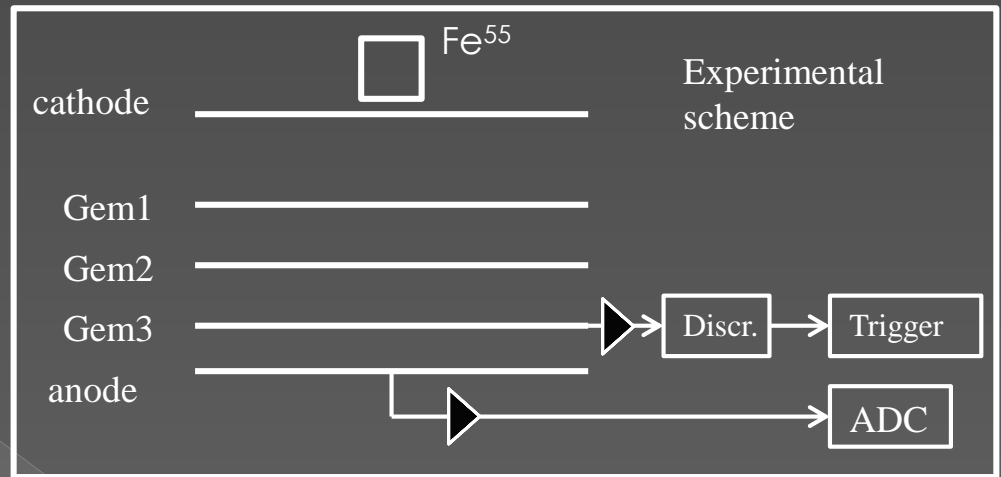 Fe⁵⁵
Experimental
scheme
cathode
Gem1
Gem2
Gem3
Discr.
Trigger
anode
ADC